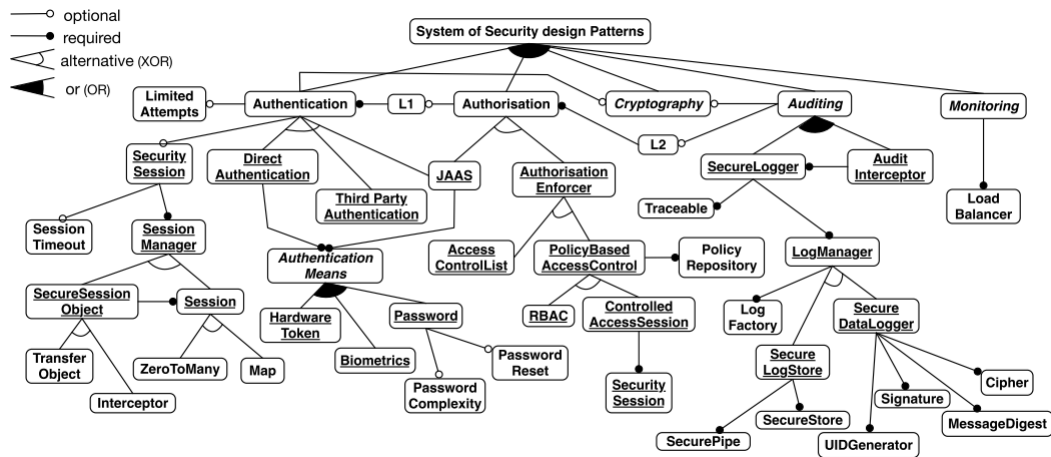 optional
required
alternative (XOR)
or (OR)
System of Security design Patterns
Limited
Attempts
Authentication
L1
Authorisation
Cryptography
Auditing
Monitoring
L2
Security
Session
Direct
Authentication
Third Party
Authentication
JAAS
Authorisation
Enforcer
SecureLogger
Audit
Interceptor
Traceable
Load
Balancer
Session
Timeout
Session
Manager
Authentication
Means
Access
ControlList
PolicyBased
AccessControl
Policy
Repository
LogManager
SecureSession
Object
Session
Hardware
Token
Password
RBAC
Controlled
AccessSession
Log
Factory
Secure
DataLogger
Transfer
Object
ZeroToMany
Map
Biometrics
Password
Reset
Secure
LogStore
Cipher
Interceptor
Password
Complexity
Security
Session
Signature
SecureStore
MessageDigest
SecurePipe
UIDGenerator